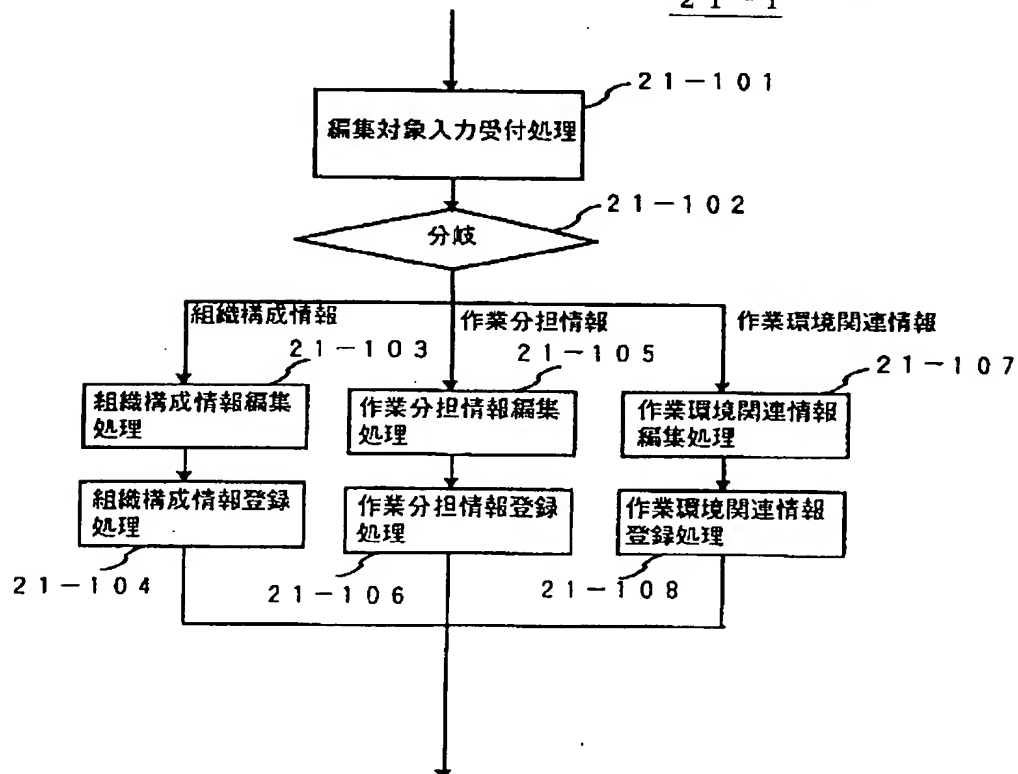 21-1
21-101
編集対象入力受付処理
21-102
分岐
組織構成情報
作業分担情報
作業環境関連情報
21-103
21-105
21-107
組織構成情報編集
処理
作業分担情報編集
処理
作業環境関連情報
編集処理
組織構成情報登録
処理
作業分担情報登録
処理
作業環境関連情報
登録処理
21-104
21-106
21-108